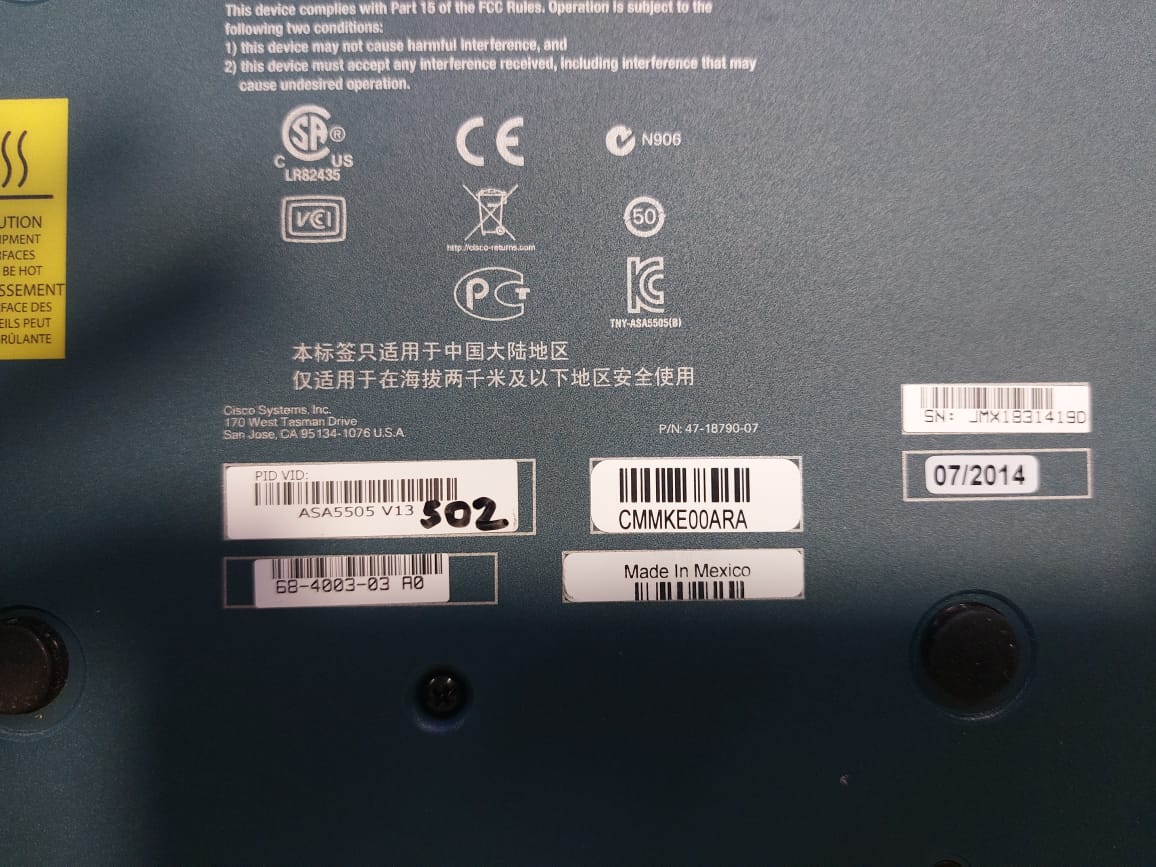 This device complies with Part 15 of the FCC Rules. Operation is subject to the
following two conditions:
1) this device may not cause harmful interference, and
2) this device must accept any interference received, including interference that may
cause undesired operation.
SA ®
C US
LR82435
CE
N906
VCI
http://cisco-returns.com
50
PCT
KC
TNY-ASA5505(B)
UTION
IPMENT
FACES
BE HOT
SSEMENT
FACE DES
EILS PEUT
RÛLANTE
本标签只适用于中国大陆地区
仅适用于在海拔两千米及以下地区安全使用
Cisco Systems, Inc.
170 West Tasman Drive
San Jose, CA 95134-1076 U.S.A
P/N: 47-18790-07
SN: JMX1831419D
07/2014
PID VID:
ASA5505 V13
502
CMMKE00ARA
68-4003-03 A0
Made In Mexico